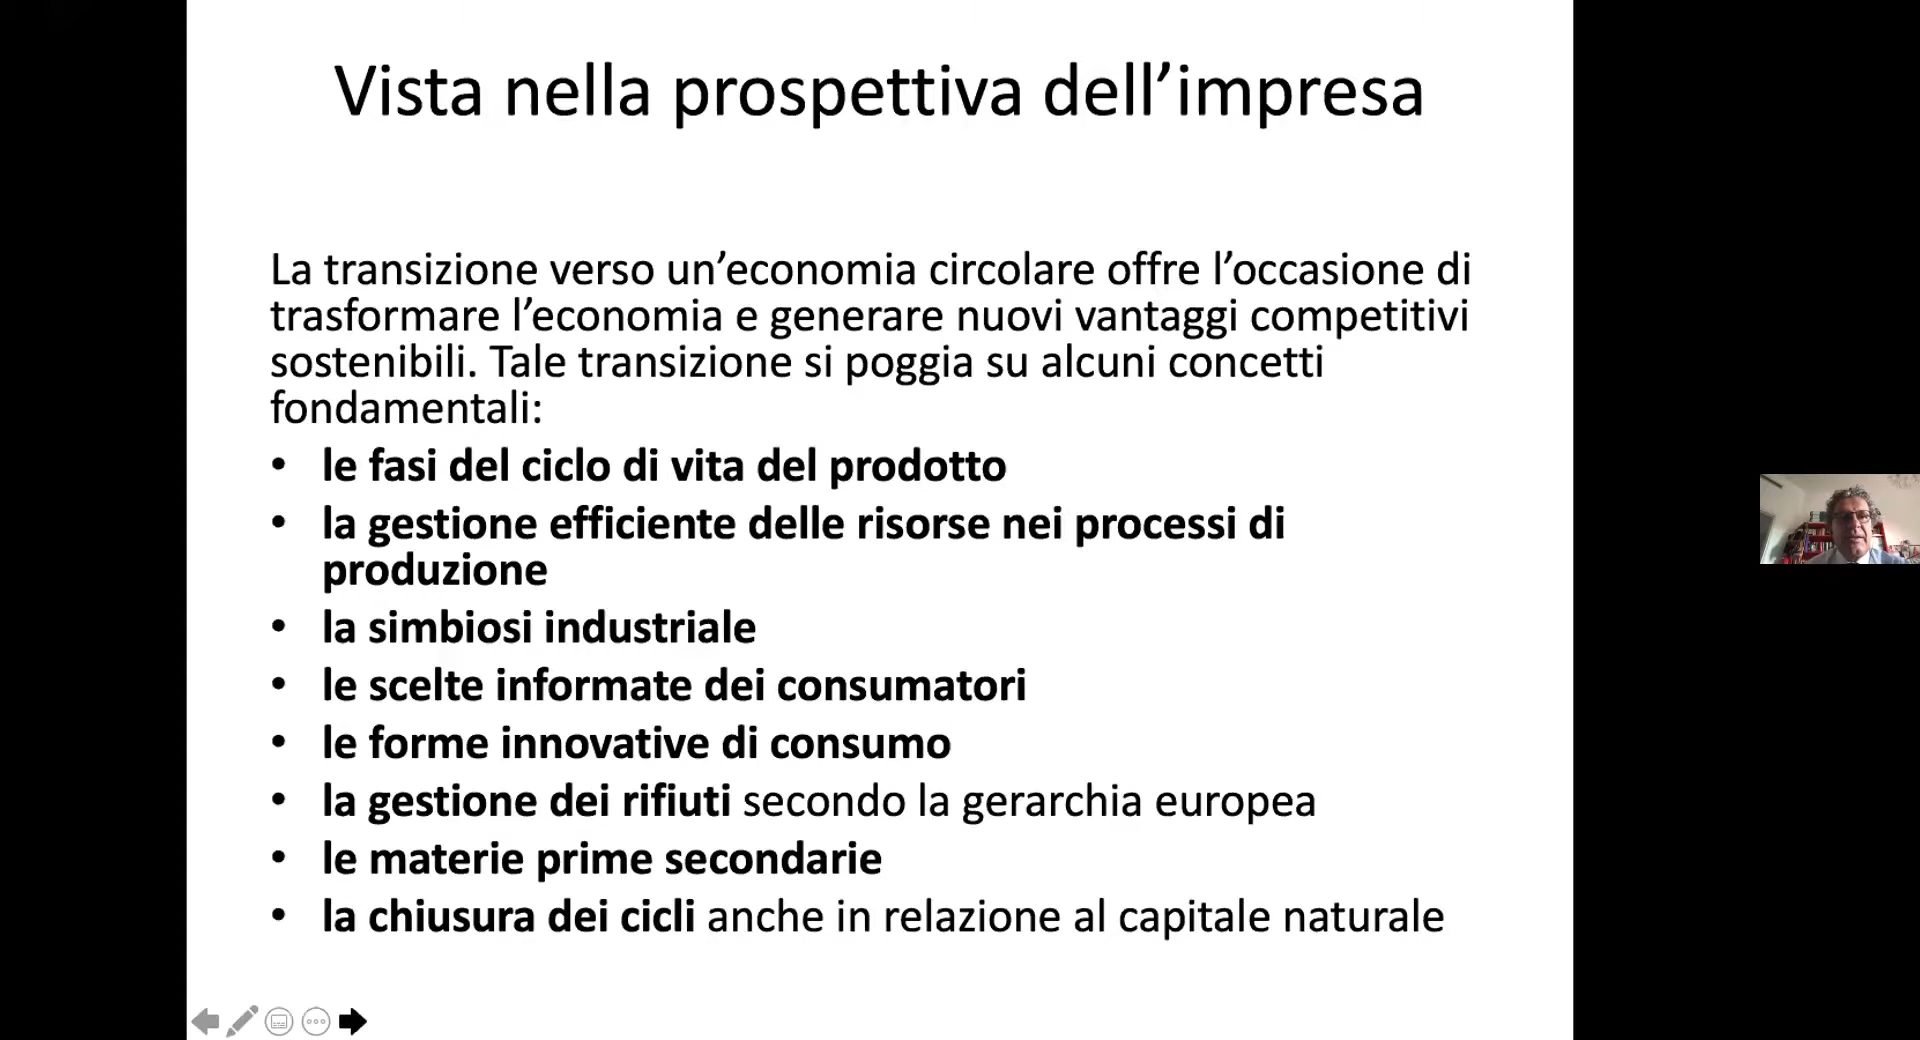 Vista nella prospettiva dell’impresa
La transizione verso un’economia circolare offre l’occasione di
trasformare l’economia e generare nuovi vantaggi competitivi
sostenibili. Tale transizione si poggia su alcuni concetti
fondamentali:
• le fasi del ciclo di vita del prodotto
• la gestione efficiente delle risorse nei processi di
produzione
• la simbiosi industriale
• le scelte informate dei consumatori
• le forme innovative di consumo
• la gestione dei rifiuti secondo la gerarchia europea
• le materie prime secondarie
• la chiusura dei cicli anche in relazione al capitale naturale